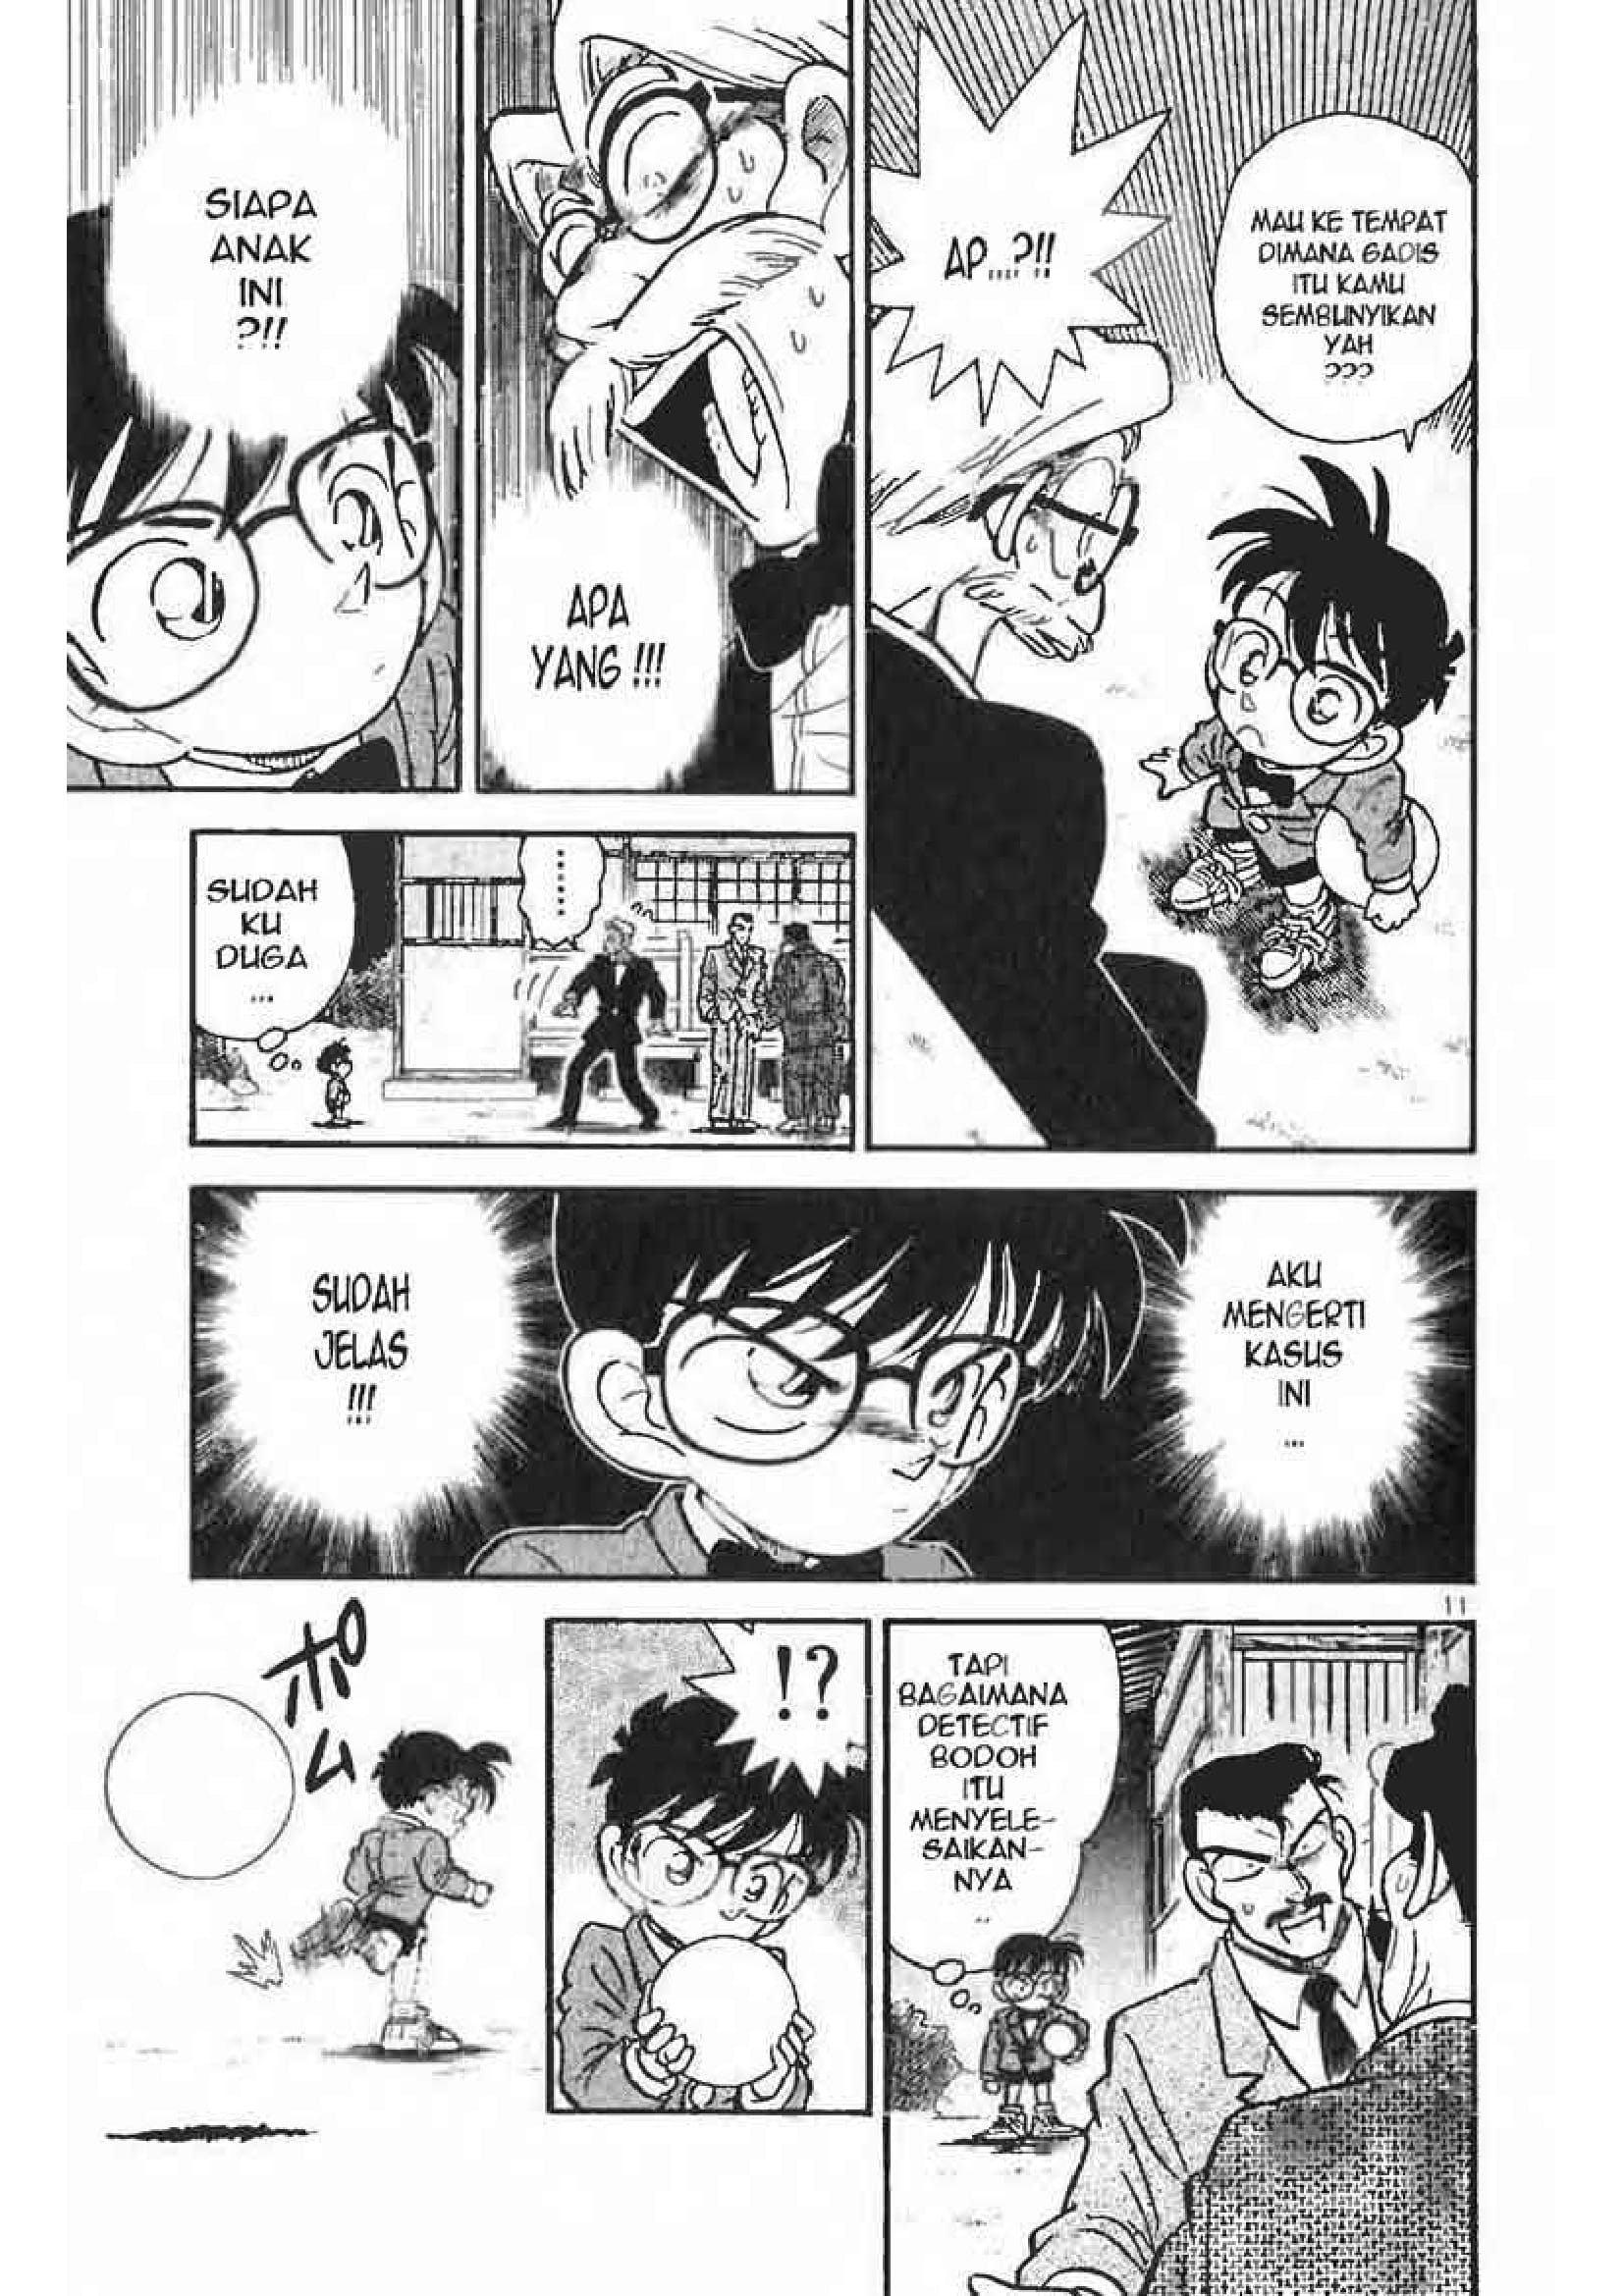 MAU KE TEMPAT
DIMANA GADIS
ITU KAMU
SEMBUNYIKAN
YAH
???
AP...?!!
APA
YANG !!!
SIAPA
ANAK
INI
?!!
......
SUDAH
KU
DUGA
...
AKU
MENGERTI
KASUS
INI
...
SUDAH
JELAS
!!!
11
TAPI
BAGAIMANA
DETECTIF
BODOH
ITU
MENYELE-
SAIKAN-
NYA
..
!?
ポム